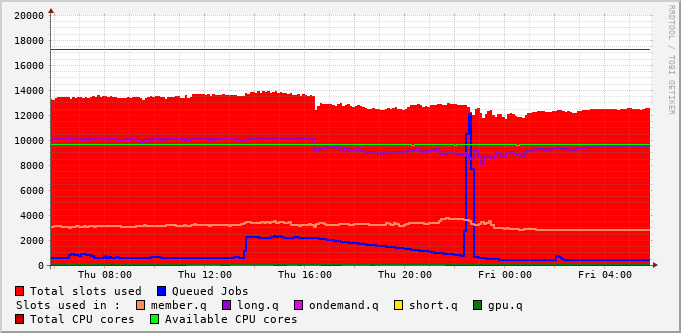 RRDTOOL / TOBI OETIKER
20000
18000
16000
14000
12000
10000
8000
6000
4000
2000
0
Thu 08:00 Thu 12:00 Thu 16:00 Thu 20:00 Fri 00:00 Fri 04:00
Total slots used Queued Jobs
Slots used in : member.q long.q ondemand.q short.q gpu.q
Total CPU cores Available CPU cores